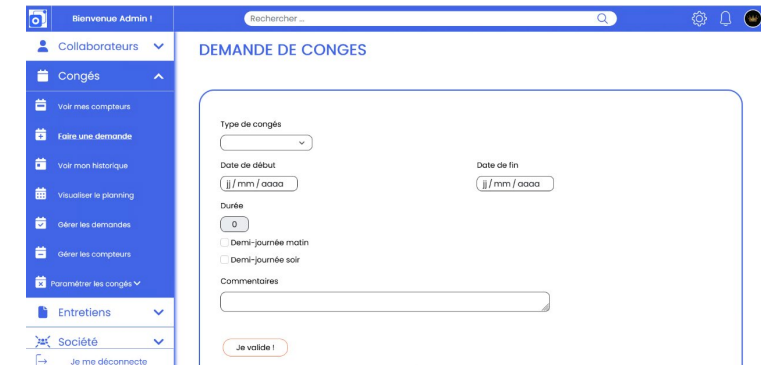 Bienvenue Admin !
Rechercher ...
Collaborateurs
Congés
Voir mes compteurs
Faire une demande
Voir mon historique
Visualiser le planning
Gérer les demandes
Gérer les compteurs
Paramétrer les congés
Entretiens
Société
Je me déconnecte
DEMANDE DE CONGES
Type de congés
Date de début
Date de fin
jj / mm / aaaa
jj / mm / aaaa
Durée
0
Demi-journée matin
Demi-journée soir
Commentaires
Je valide !